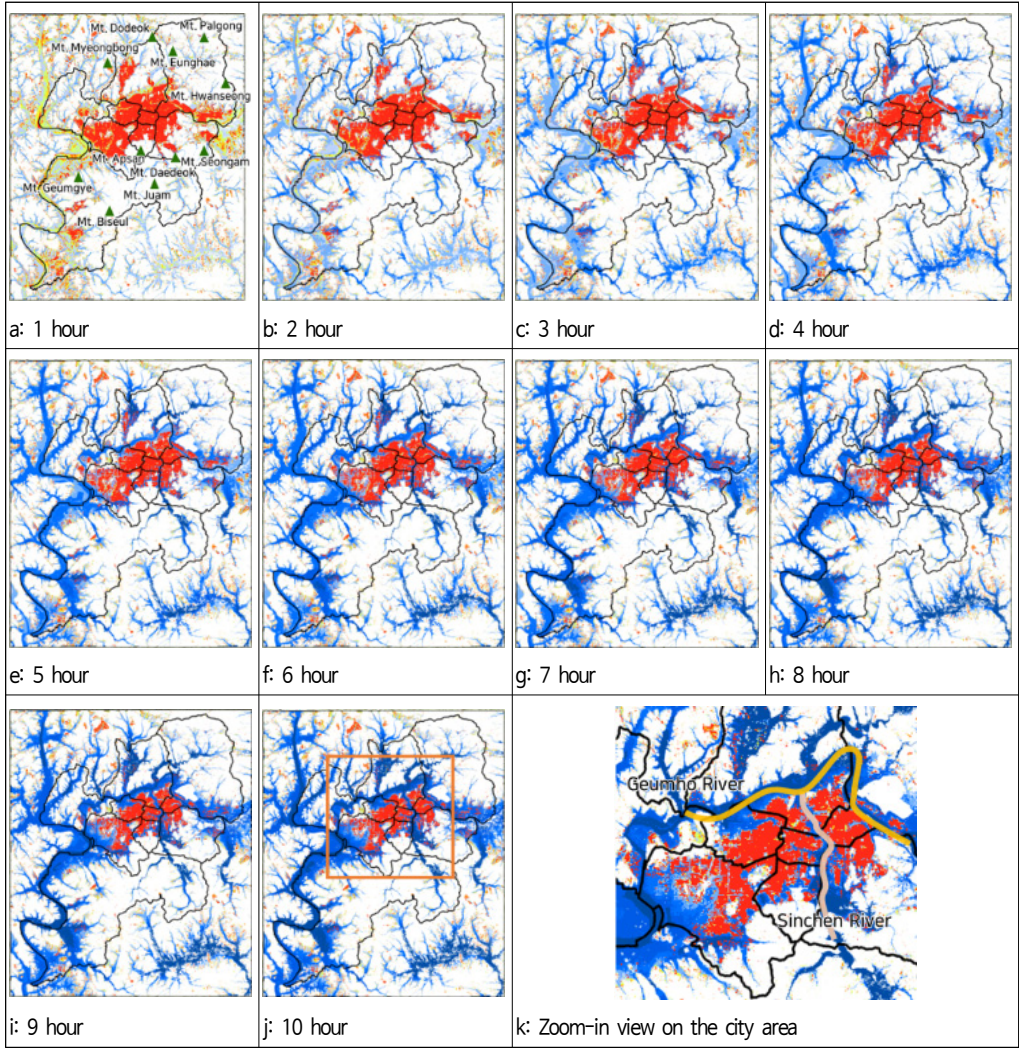 Mt. Palgong
Mt. Dodeok
Mt. Myeongbong
Mt. Eunghae
Mt. Hwanseong
Mt. Apsan
Mt. Seongam
Mt. Daedeok
Mt. Geumgye
Mt. Juam
Mt. Biseul
a: 1 hour
b: 2 hour
c: 3 hour
d: 4 hour
e: 5 hour
f: 6 hour
g: 7 hour
h: 8 hour
Geumho River
Sinchen River
i: 9 hour
j: 10 hour
k: Zoom-in view on the city area